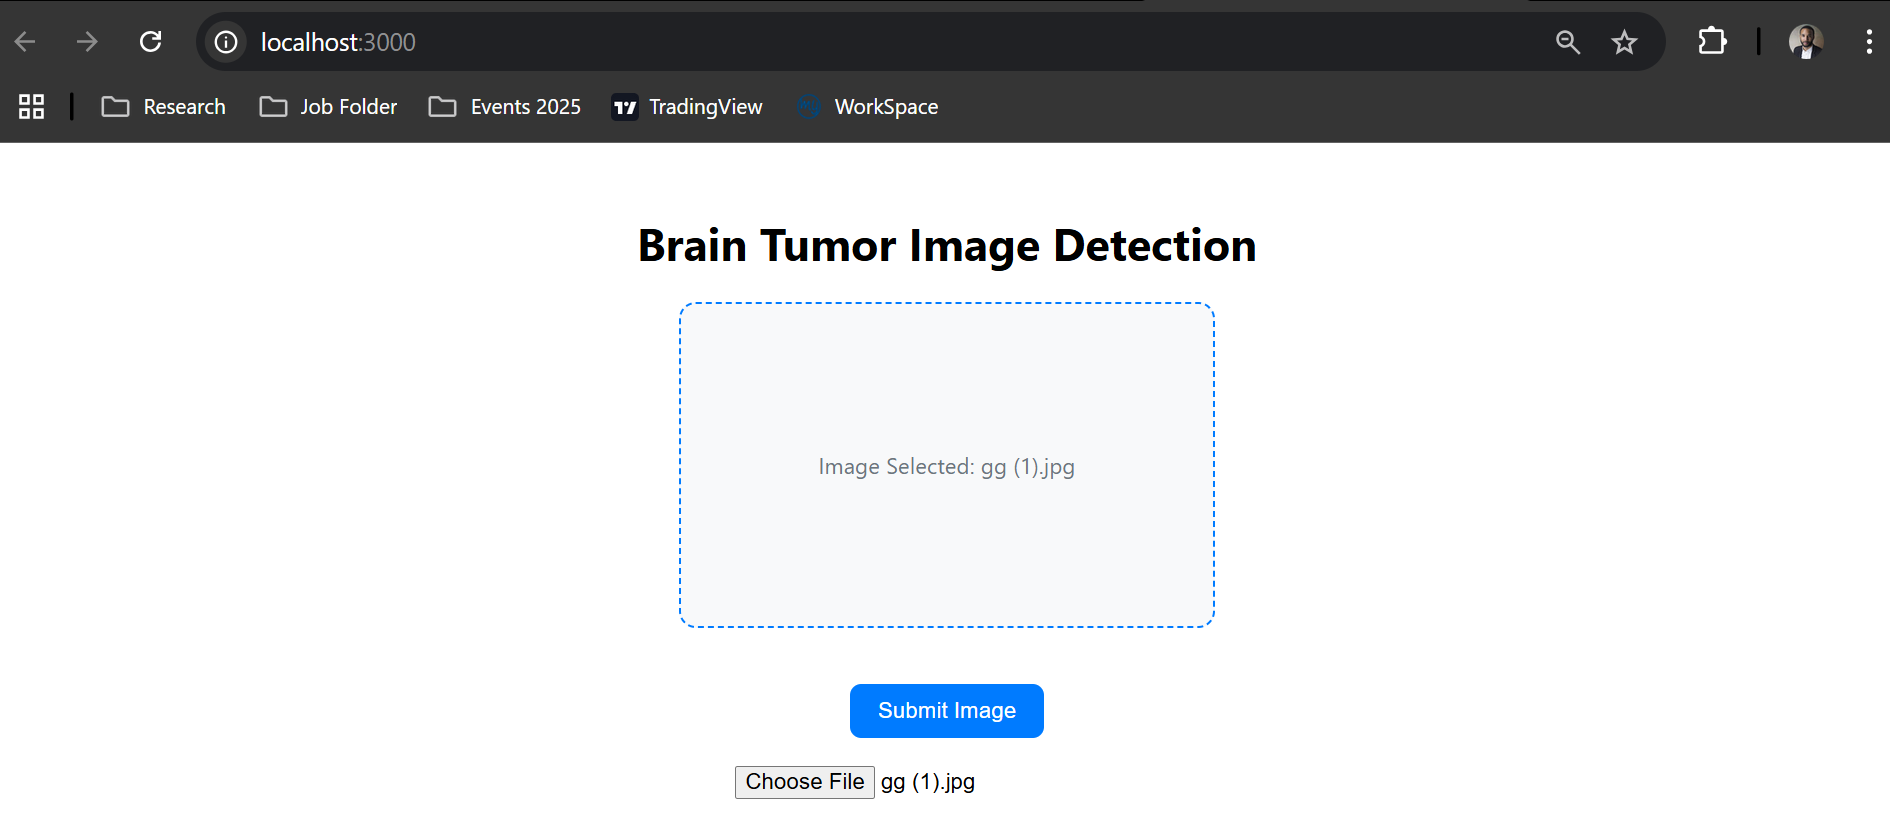 localhost:3000
Research
Job Folder
Events 2025
TradingView
WorkSpace
Brain Tumor Image Detection
Image Selected: gg (1).jpg
Submit Image
Choose File gg (1).jpg